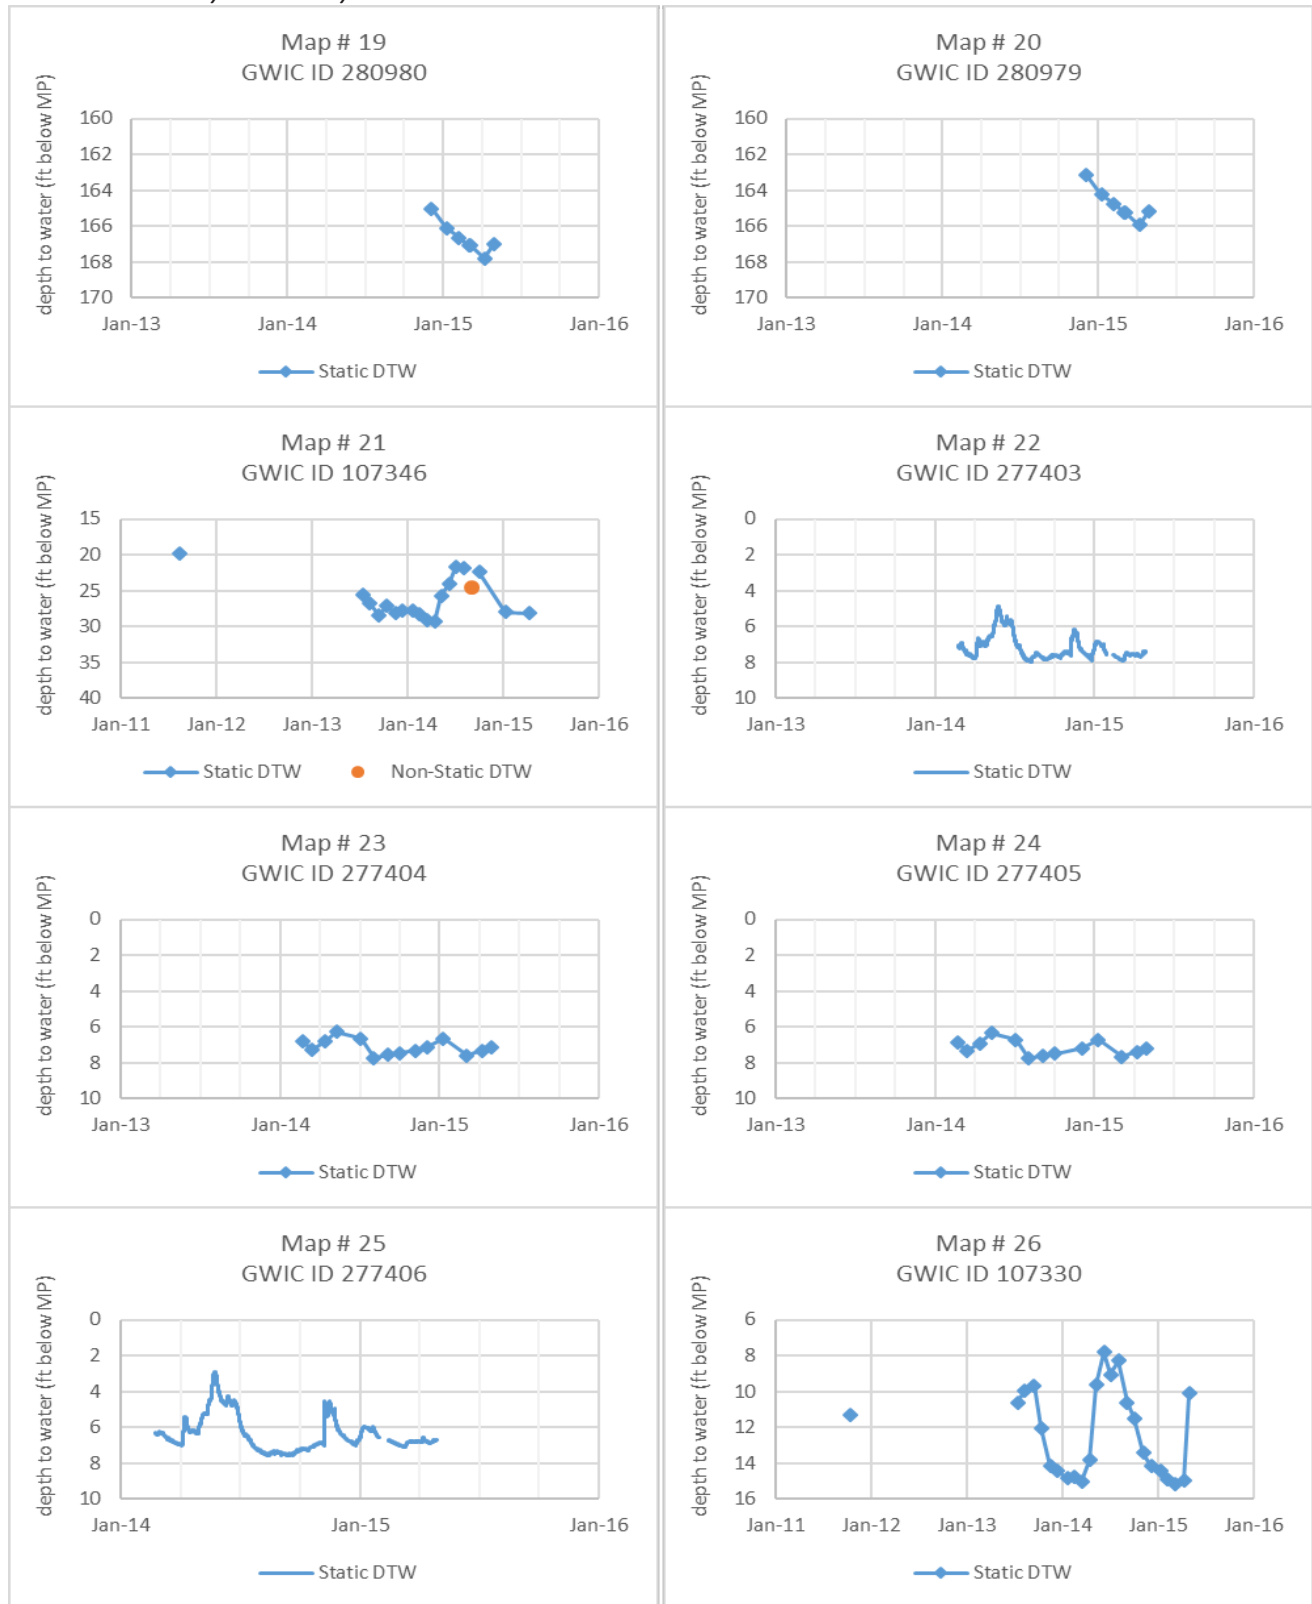 Map # 19
GWIC ID 280980
depth to water (ft below MP)
160
162
164
166
168
170
Jan-13 Jan-14 Jan-15 Jan-16
Static DTW
Map # 20
GWIC ID 280979
depth to water (ft below MP)
160
162
164
166
168
170
Jan-13 Jan-14 Jan-15 Jan-16
Static DTW
Map # 21
GWIC ID 107346
depth to water (ft below MP)
15
20
25
30
35
40
Jan-11 Jan-12 Jan-13 Jan-14 Jan-15 Jan-16
Static DTW Non-Static DTW
Map # 22
GWIC ID 277403
depth to water (ft below MP)
0
2
4
6
8
10
Jan-13 Jan-14 Jan-15 Jan-16
Static DTW
Map # 23
GWIC ID 277404
depth to water (ft below MP)
0
2
4
6
8
10
Jan-13 Jan-14 Jan-15 Jan-16
Static DTW
Map # 24
GWIC ID 277405
depth to water (ft below MP)
0
2
4
6
8
10
Jan-13 Jan-14 Jan-15 Jan-16
Static DTW
Map # 25
GWIC ID 277406
depth to water (ft below MP)
0
2
4
6
8
10
Jan-14 Jan-15 Jan-16
Static DTW
Map # 26
GWIC ID 107330
depth to water (ft below MP)
6
8
10
12
14
16
Jan-11 Jan-12 Jan-13 Jan-14 Jan-15 Jan-16
Static DTW